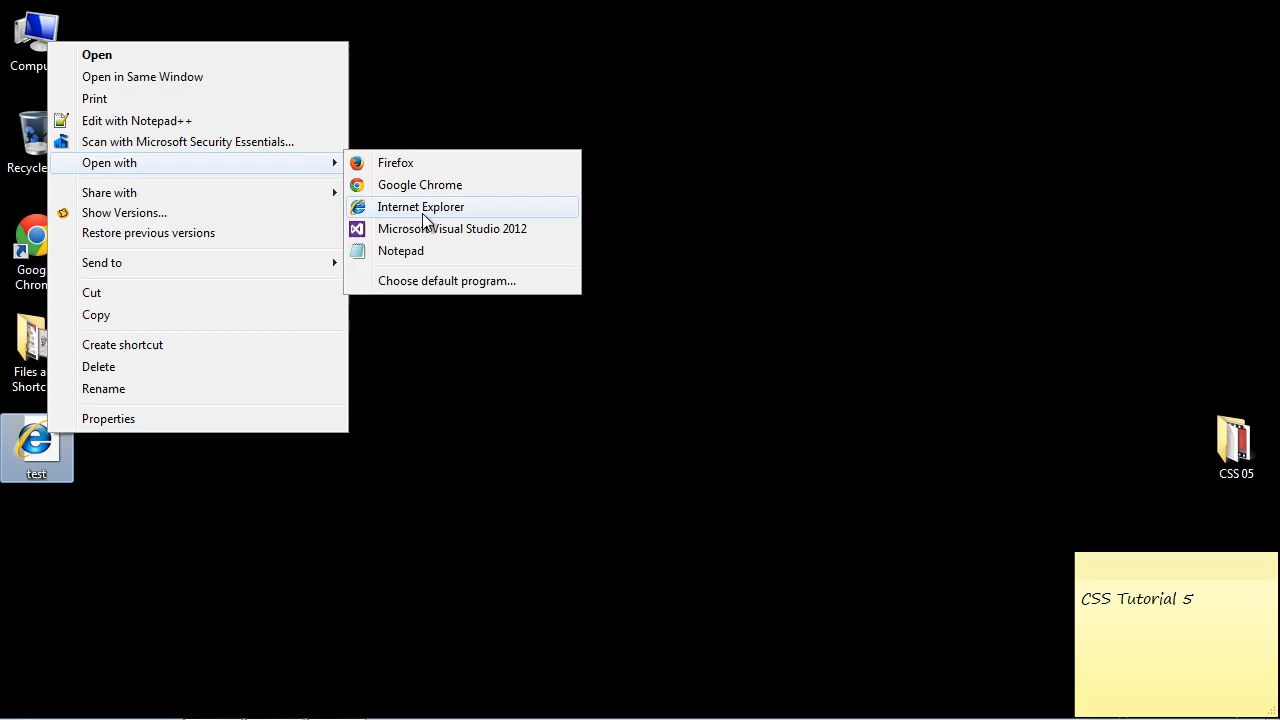 Compu
Recycle
Goog
Chrom
Files a
Shortc
test
Open
Open in Same Window
Print
Edit with Notepad++
Scan with Microsoft Security Essentials...
Open with
Share with
Show Versions...
Restore previous versions
Send to
Cut
Copy
Create shortcut
Delete
Rename
Properties
Firefox
Google Chrome
Internet Explorer
Microsoft Visual Studio 2012
Notepad
Choose default program...
CSS 05
CSS Tutorial 5